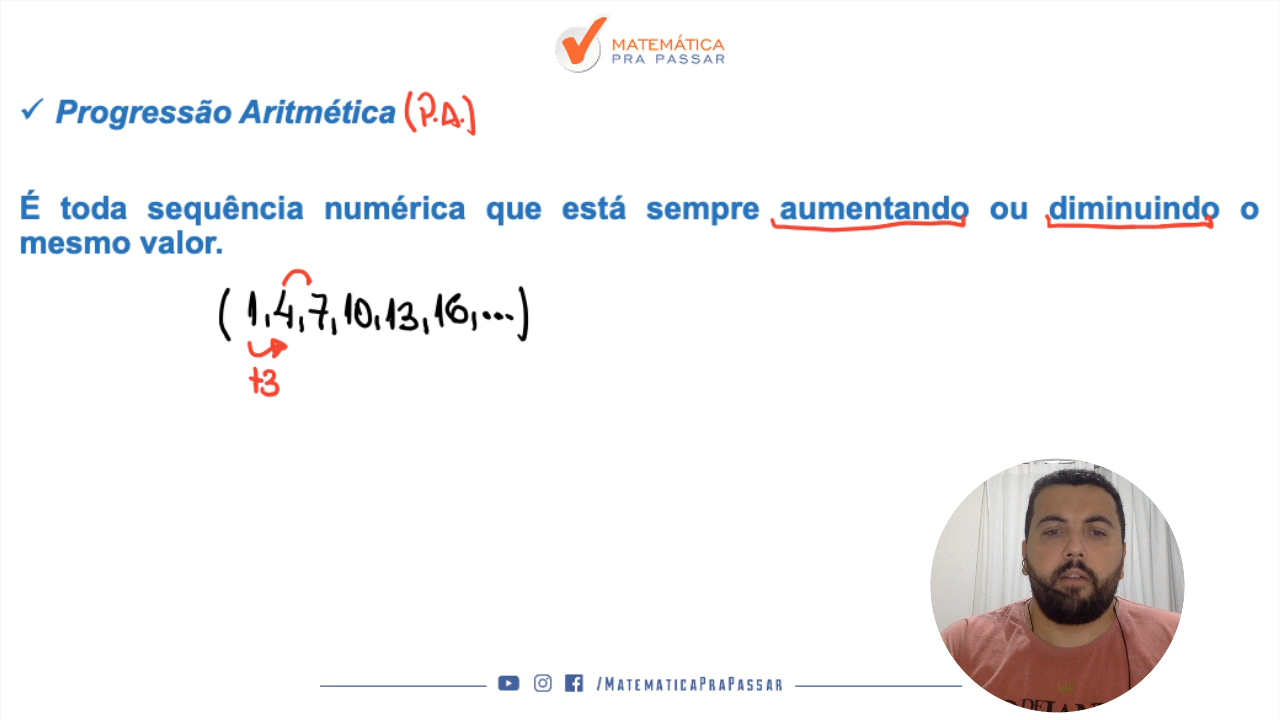 MATEMÁTICA
PRA PASSAR
✓ Progressão Aritmética (P.A.)
É toda sequência numérica que está sempre aumentando ou diminuindo o
mesmo valor.
(1,4,7,10,13,16,...)
+3
/MATEMATICAPRAPASSAR